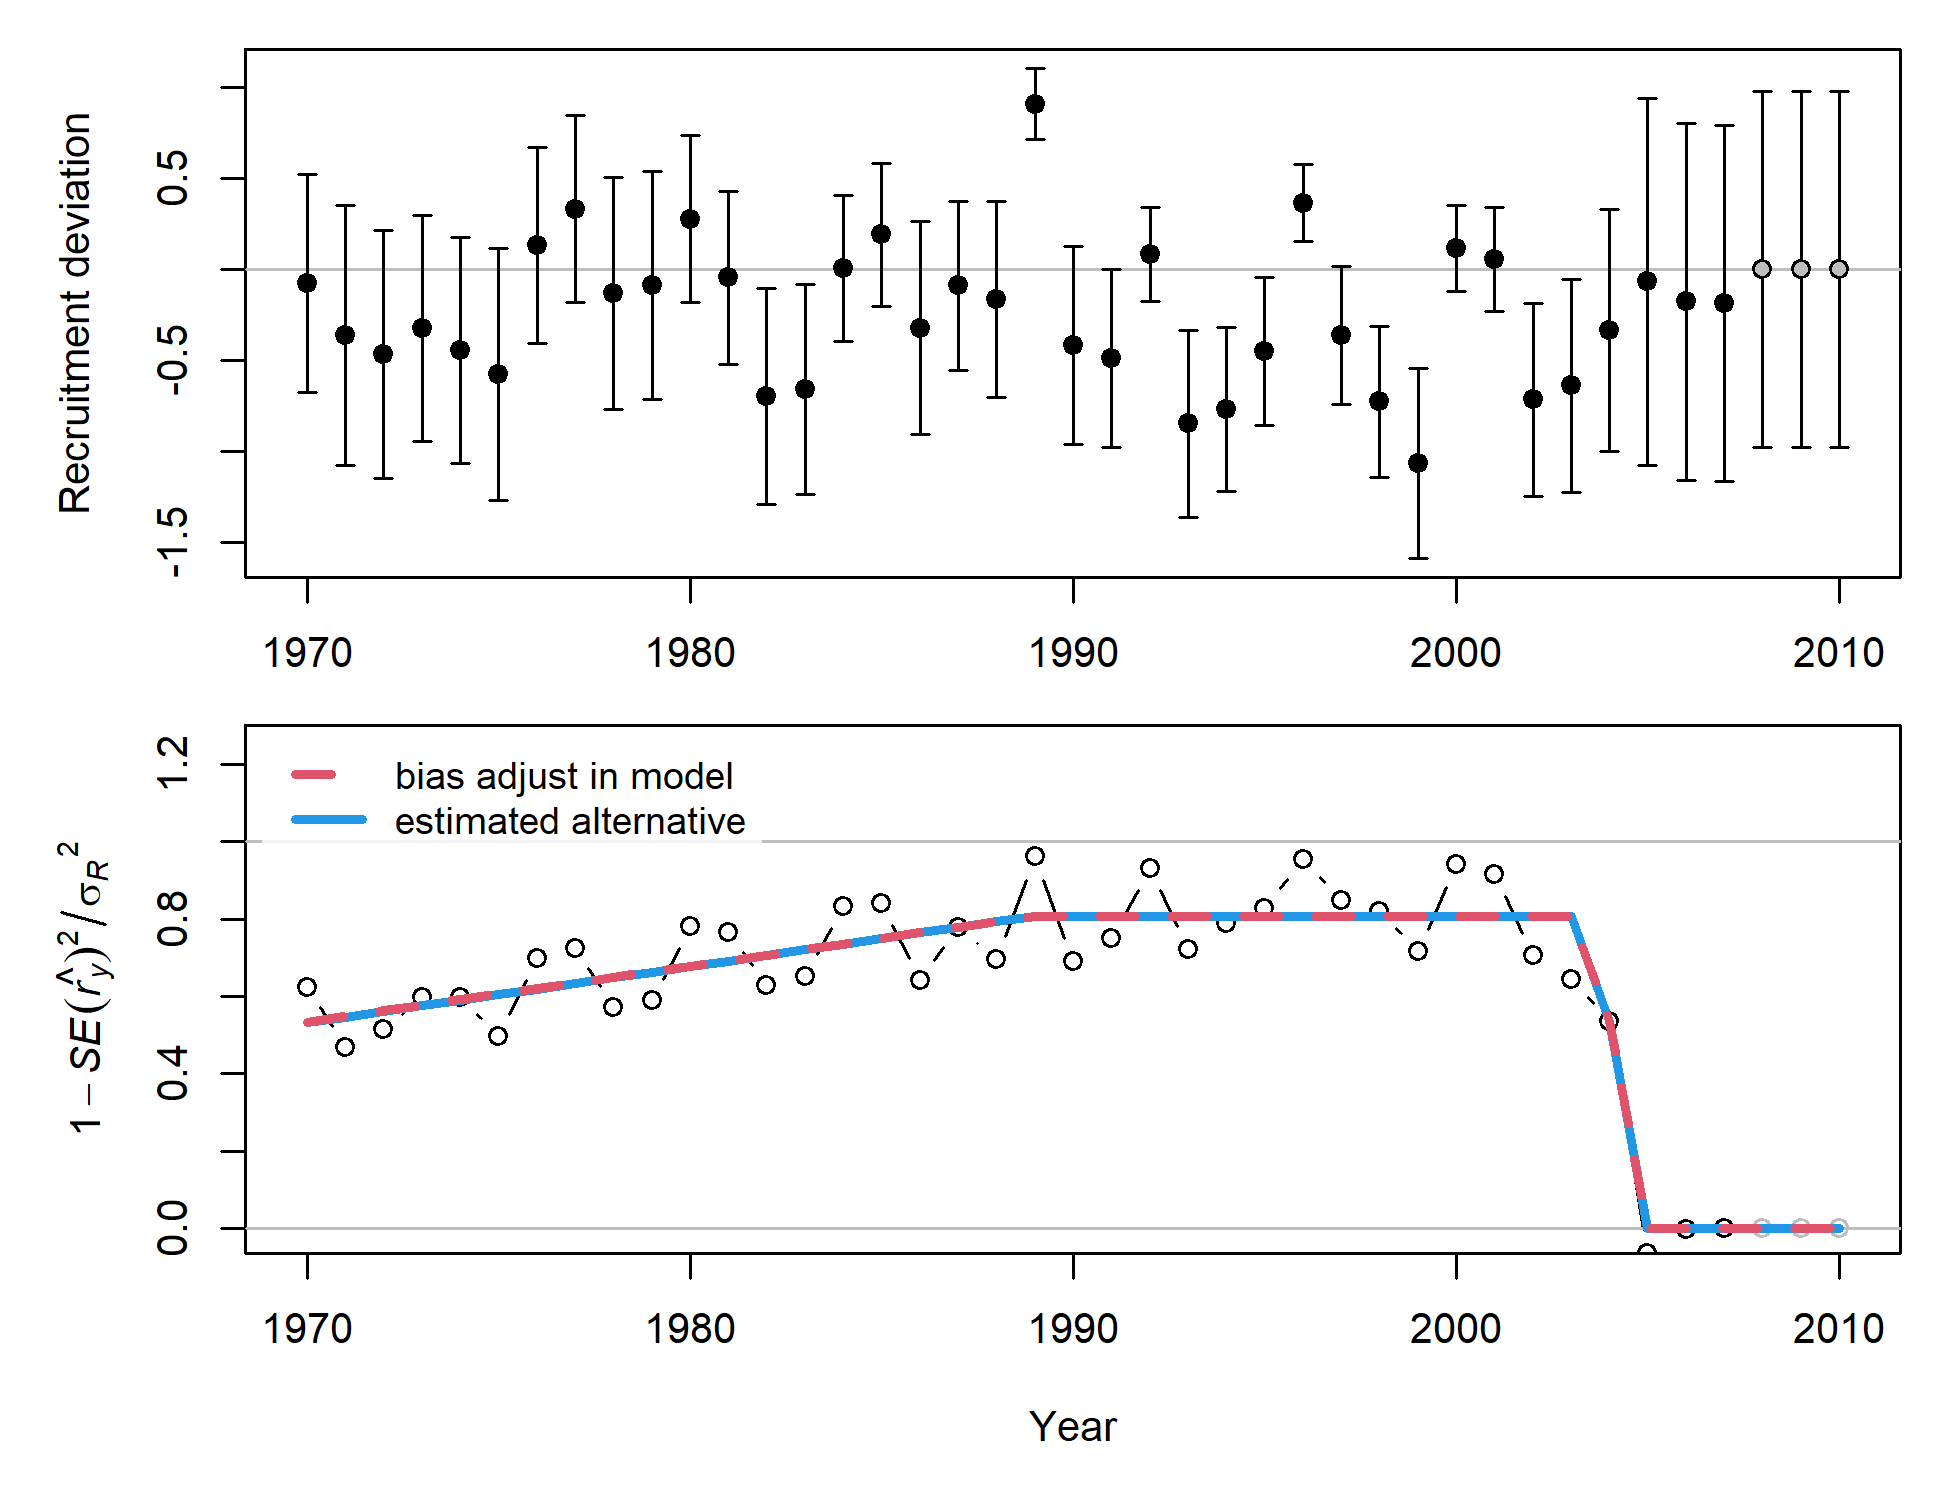 Recruitment deviation
0.5
-0.5
-1.5
1970 1980 1990 2000 2010
bias adjust in model
estimated alternative
1 − SE(r̂y)²/σR²
1.2
0.8
0.4
0.0
1970 1980 1990 2000 2010
Year